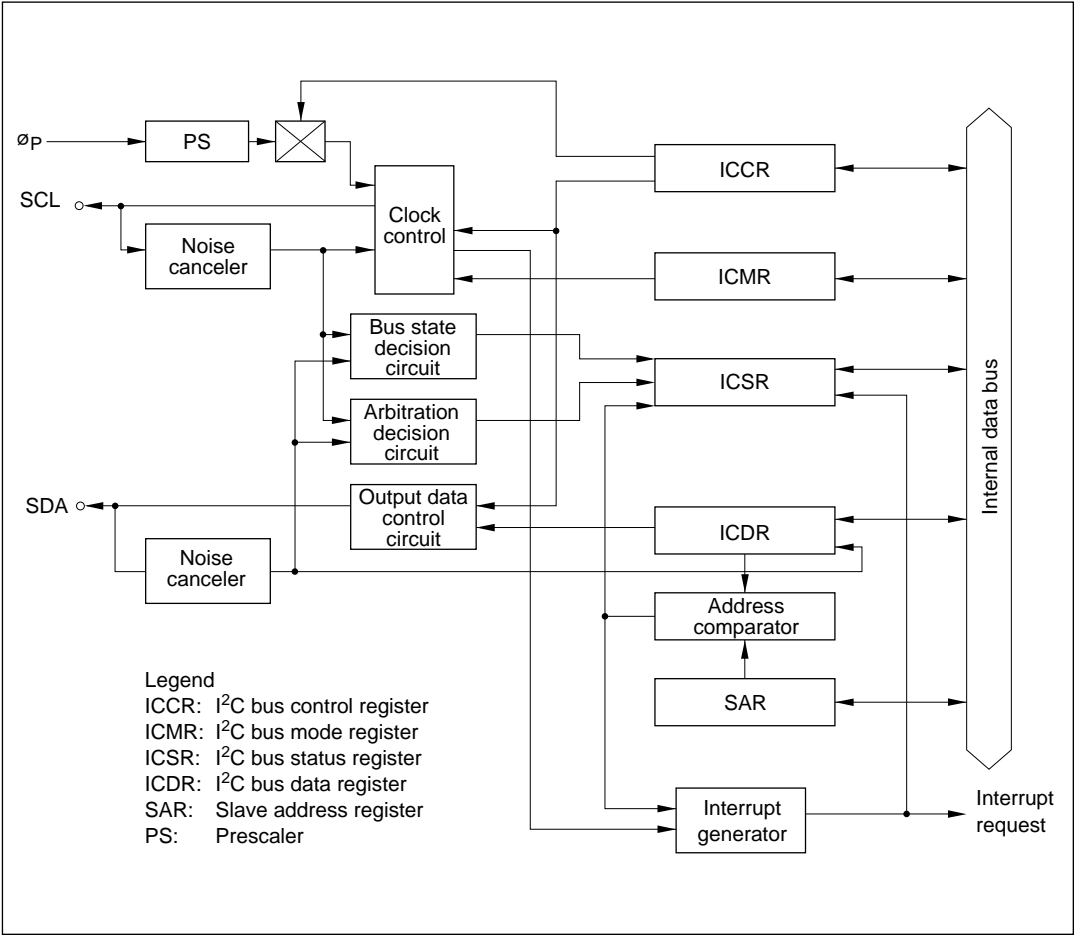 øP
PS
ICCR
SCL
Clock
control
Noise
canceler
ICMR
Bus state
decision
circuit
ICSR
Arbitration
decision
circuit
Internal data bus
SDA
Output data
control
circuit
ICDR
Noise
canceler
Address
comparator
SAR
Legend
ICCR: I²C bus control register
ICMR: I²C bus mode register
ICSR: I²C bus status register
ICDR: I²C bus data register
SAR: Slave address register
PS: Prescaler
Interrupt
generator
Interrupt
request